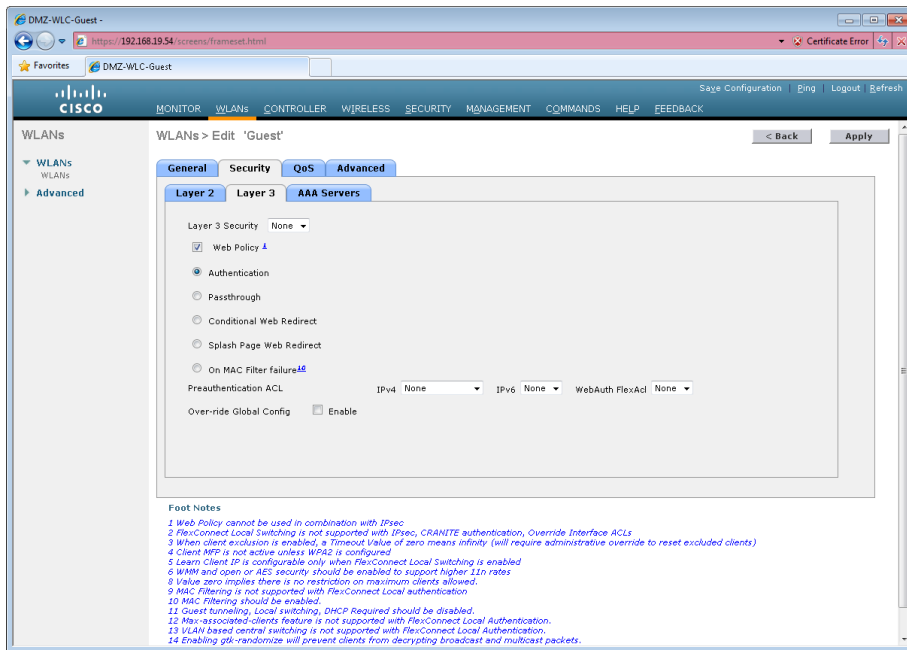 DMZ-WLC-Guest -
https://192.168.19.54/screens/frameset.html
Certificate Error
Favorites
DMZ-WLC-Guest
Save Configuration | Ping | Logout | Refresh
CISCO
MONITOR WLANs CONTROLLER WIRELESS SECURITY MANAGEMENT COMMANDS HELP FEEDBACK
WLANs
WLANs > Edit 'Guest'
< Back
Apply
WLANs
WLANs
Advanced
General Security QoS Advanced
Layer 2 Layer 3 AAA Servers
Layer 3 Security None
Web Policy 1
Authentication
Passthrough
Conditional Web Redirect
Splash Page Web Redirect
On MAC Filter failure10
Preauthentication ACL IPv4 None IPv6 None WebAuth FlexAcl None
Over-ride Global Config Enable
Foot Notes
1 Web Policy cannot be used in combination with IPsec
2 FlexConnect Local Switching is not supported with IPsec, CRANITE authentication, Override Interface ACLs
3 When client exclusion is enabled, a Timeout Value of zero means infinity (will require administrative override to reset excluded clients)
4 Client MFP is not active unless WPA2 is configured
5 Learn Client IP is configurable only when FlexConnect Local Switching is enabled
6 WMM and open or AES security should be enabled to support higher 11n rates
8 Value zero implies there is no restriction on maximum clients allowed.
9 MAC Filtering is not supported with FlexConnect Local authentication
10 MAC Filtering should be enabled.
11 Guest tunneling, Local switching, DHCP Required should be disabled.
12 Max-associated-clients feature is not supported with FlexConnect Local Authentication.
13 VLAN based central switching is not supported with FlexConnect Local Authentication.
14 Enabling gtk-randomize will prevent clients from decrypting broadcast and multicast packets.